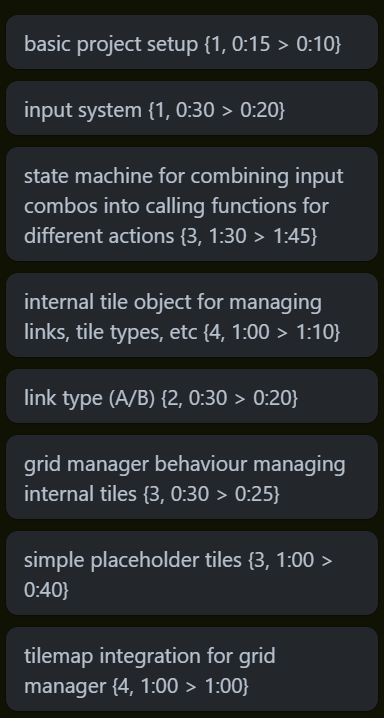 basic project setup {1, 0:15 > 0:10}
input system {1, 0:30 > 0:20}
state machine for combining input
combos into calling functions for
different actions {3, 1:30 > 1:45}
internal tile object for managing
links, tile types, etc {4, 1:00 > 1:10}
link type (A/B) {2, 0:30 > 0:20}
grid manager behaviour managing
internal tiles {3, 0:30 > 0:25}
simple placeholder tiles {3, 1:00 >
0:40}
tilemap integration for grid
manager {4, 1:00 > 1:00}